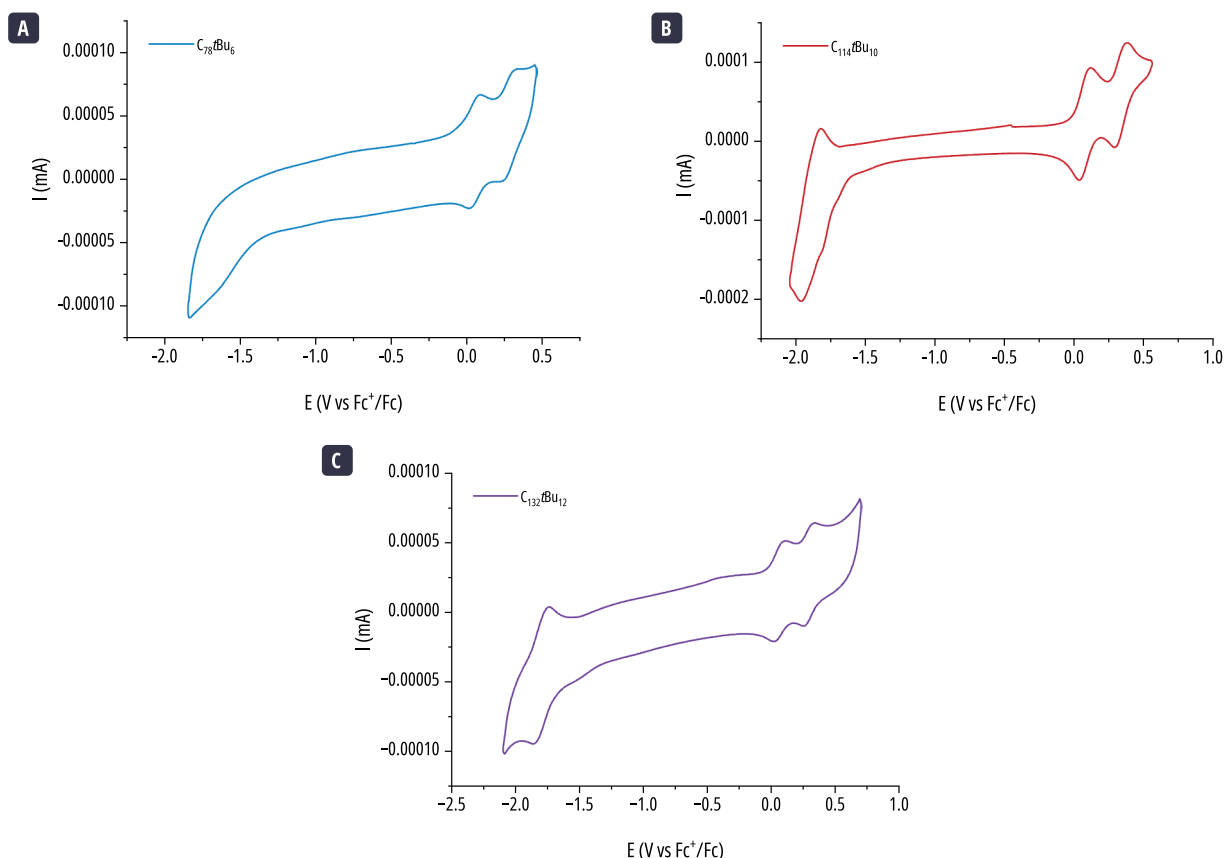 A
C₇₈tBu₆
0.00010
0.00005
0.00000
−0.00005
−0.00010
I (mA)
−2.0 −1.5 −1.0 −0.5 0.0 0.5
E (V vs Fc⁺/Fc)
B
C₁₁₄tBu₁₀
0.0001
0.0000
−0.0001
−0.0002
I (mA)
−2.0 −1.5 −1.0 −0.5 0.0 0.5 1.0
E (V vs Fc⁺/Fc)
C
C₁₃₂tBu₁₂
0.00010
0.00005
0.00000
−0.00005
−0.00010
I (mA)
−2.5 −2.0 −1.5 −1.0 −0.5 0.0 0.5 1.0
E (V vs Fc⁺/Fc)